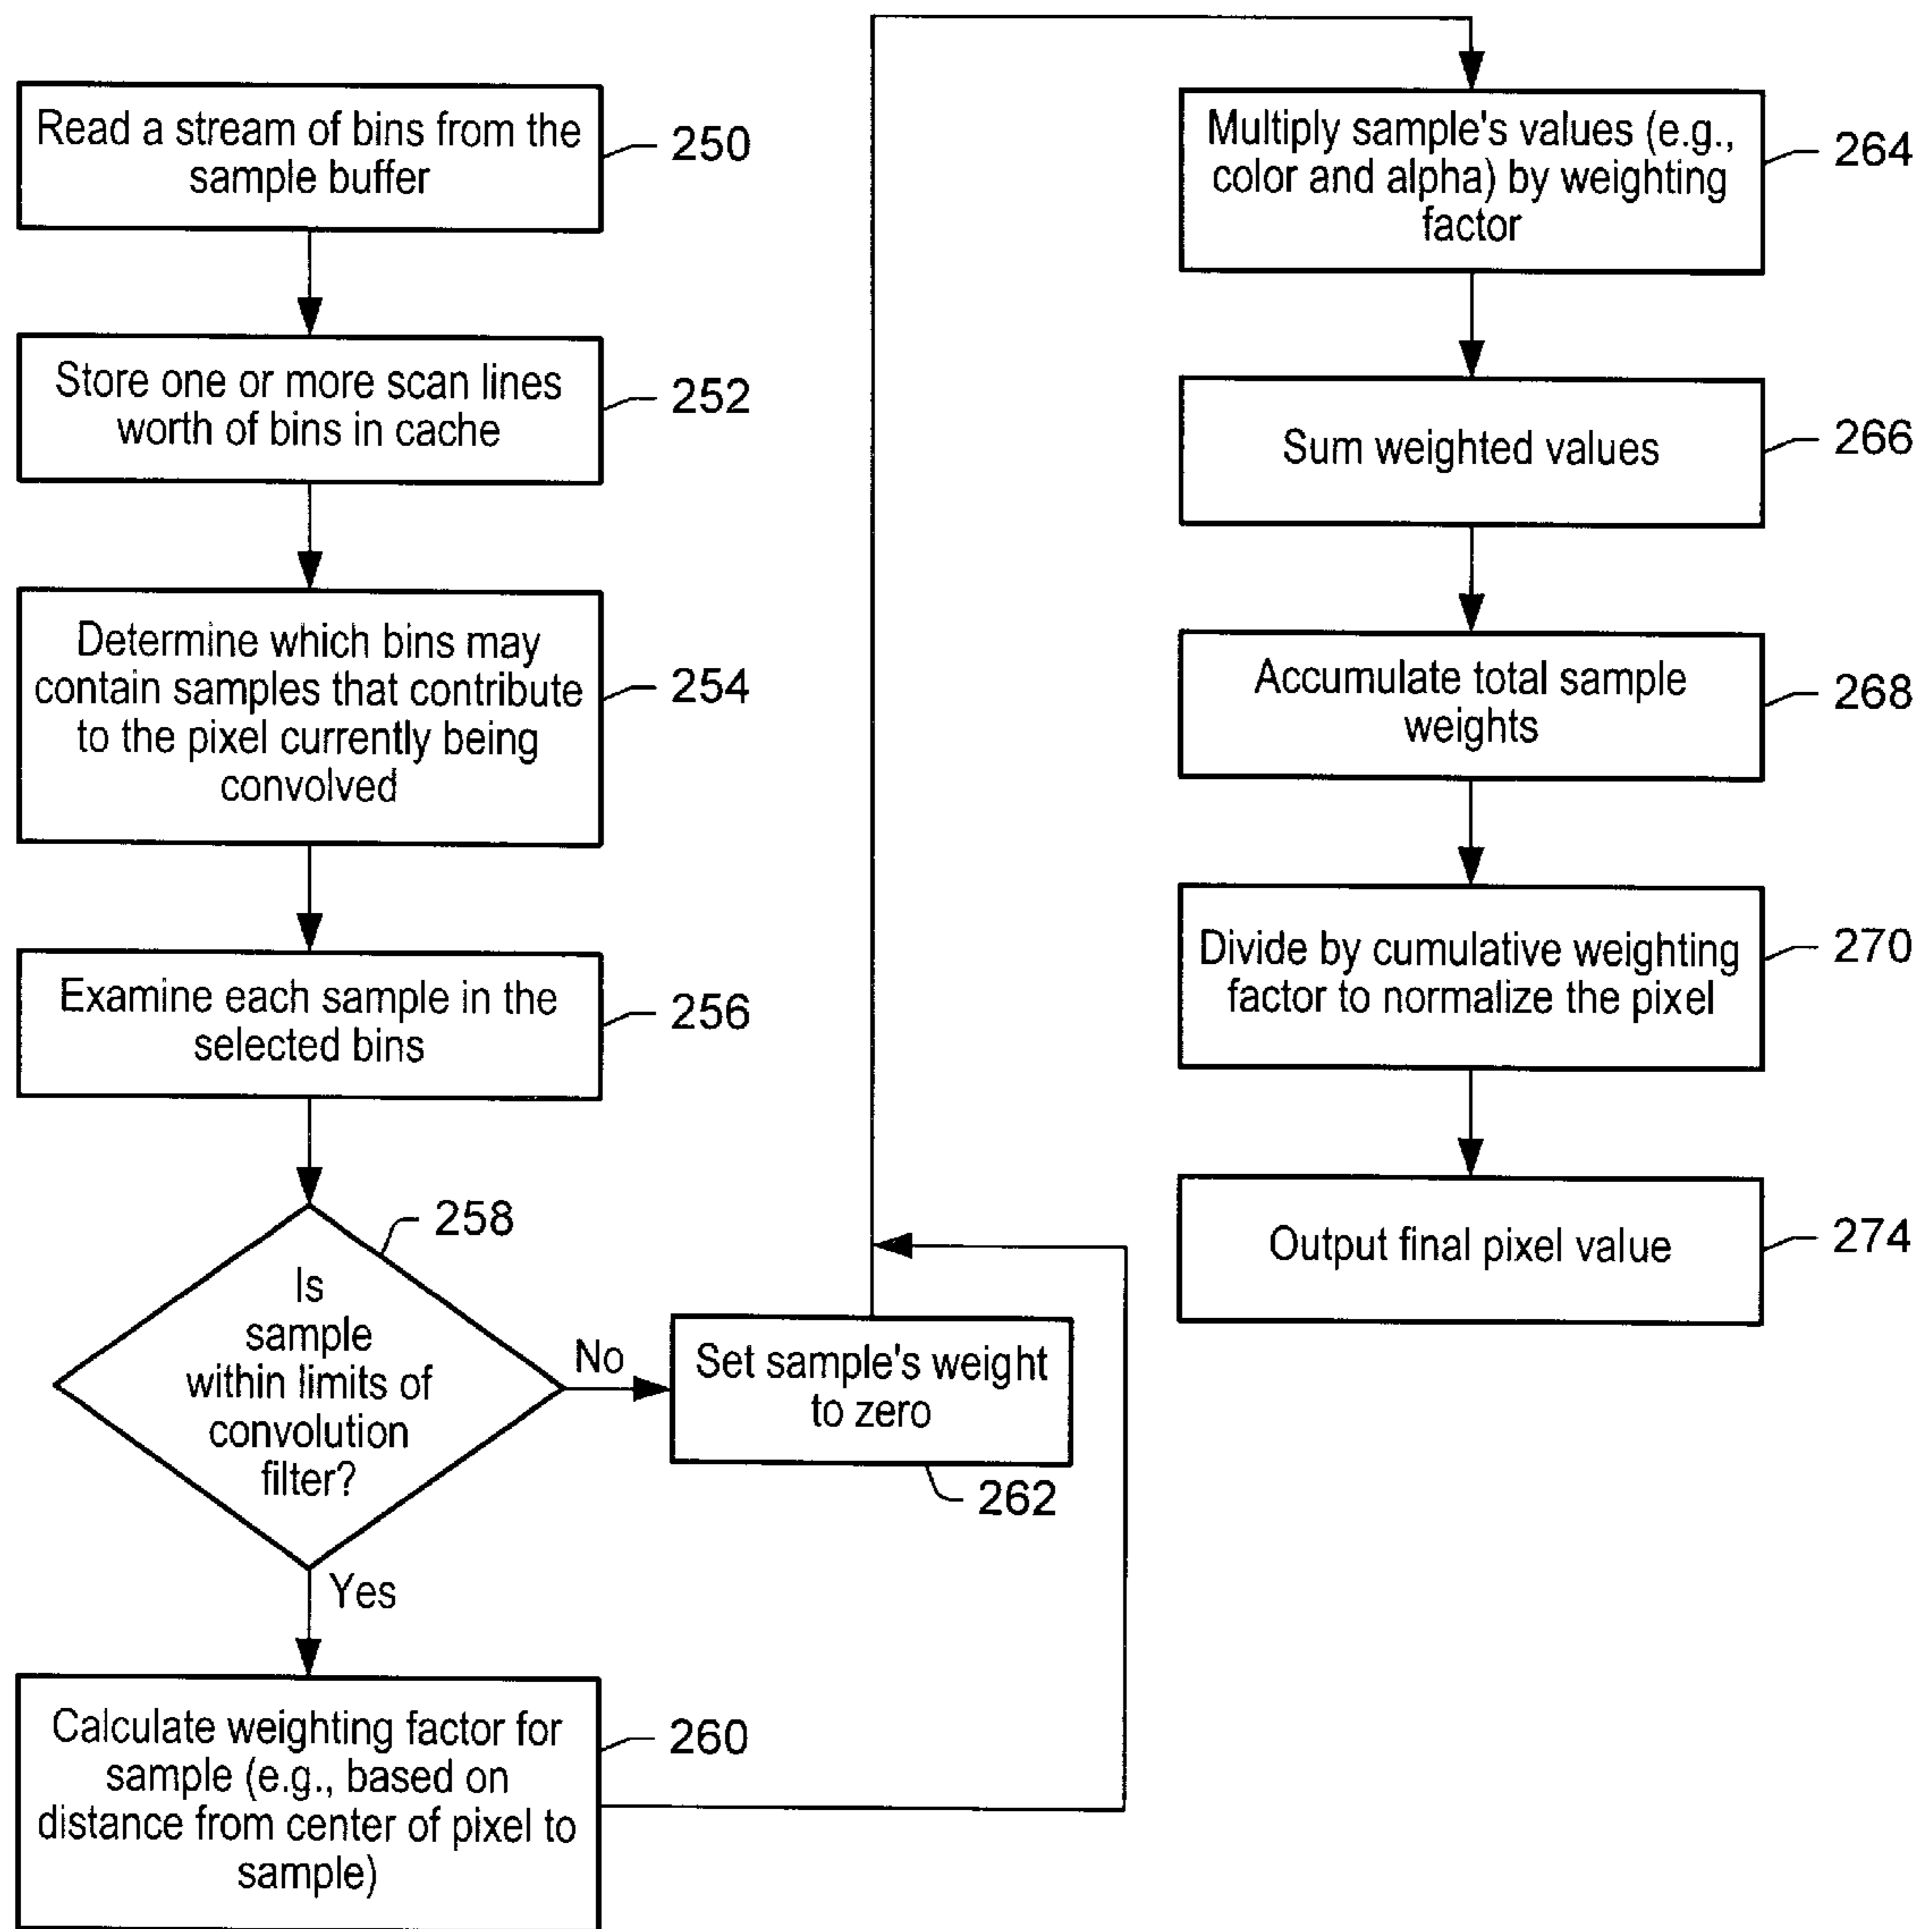 Read a stream of bins from the
sample buffer
250
Store one or more scan lines
worth of bins in cache
252
Determine which bins may
contain samples that contribute
to the pixel currently being
convolved
254
Examine each sample in the
selected bins
256
258
Is
sample
within limits of
convolution
filter?
No
Yes
Set sample's weight
to zero
262
Calculate weighting factor for
sample (e.g., based on
distance from center of pixel to
sample)
260
Multiply sample's values (e.g.,
color and alpha) by weighting
factor
264
Sum weighted values
266
Accumulate total sample
weights
268
Divide by cumulative weighting
factor to normalize the pixel
270
Output final pixel value
274